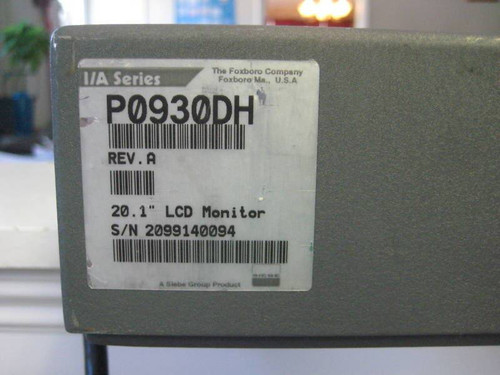 I/A Series
The Foxboro Company
Foxboro Ma., U.S.A
P0930DH
REV.A
20.1" LCD Monitor
S/N 2099140094
A Siebe Group Product